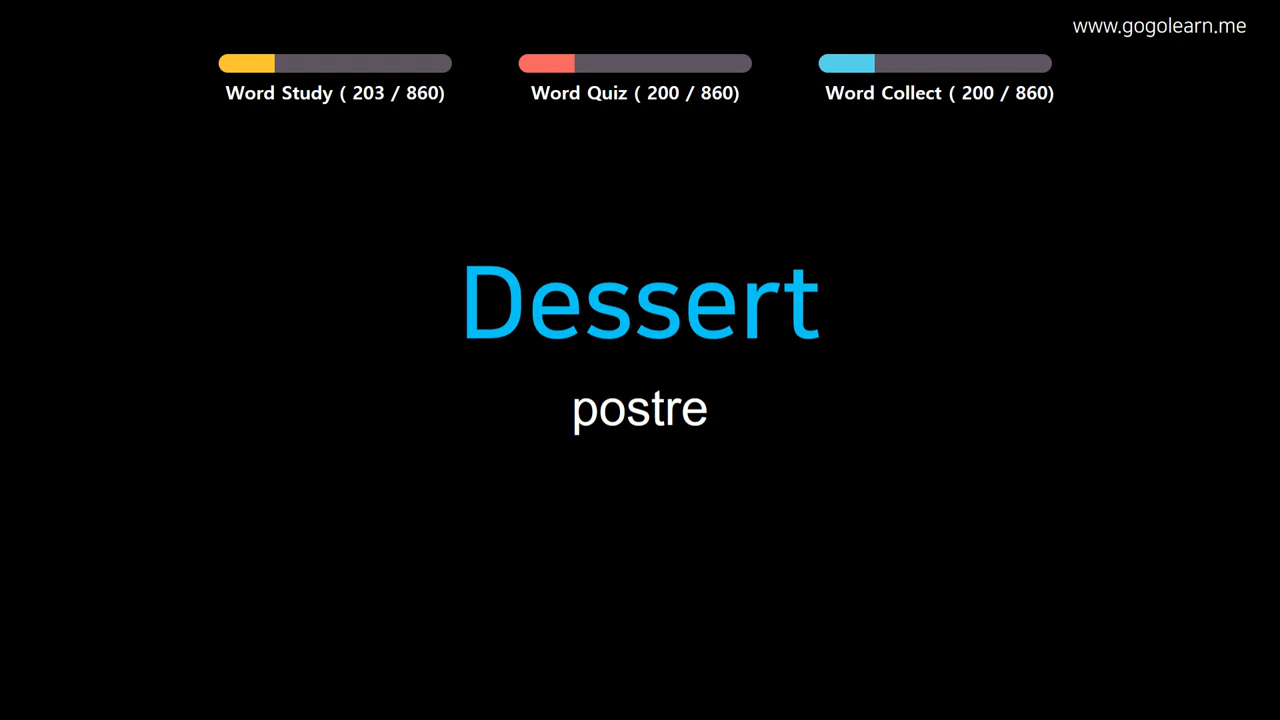 www.gogolearn.me
Word Study ( 203 / 860)
Word Quiz ( 200 / 860)
Word Collect ( 200 / 860)
Dessert
postre